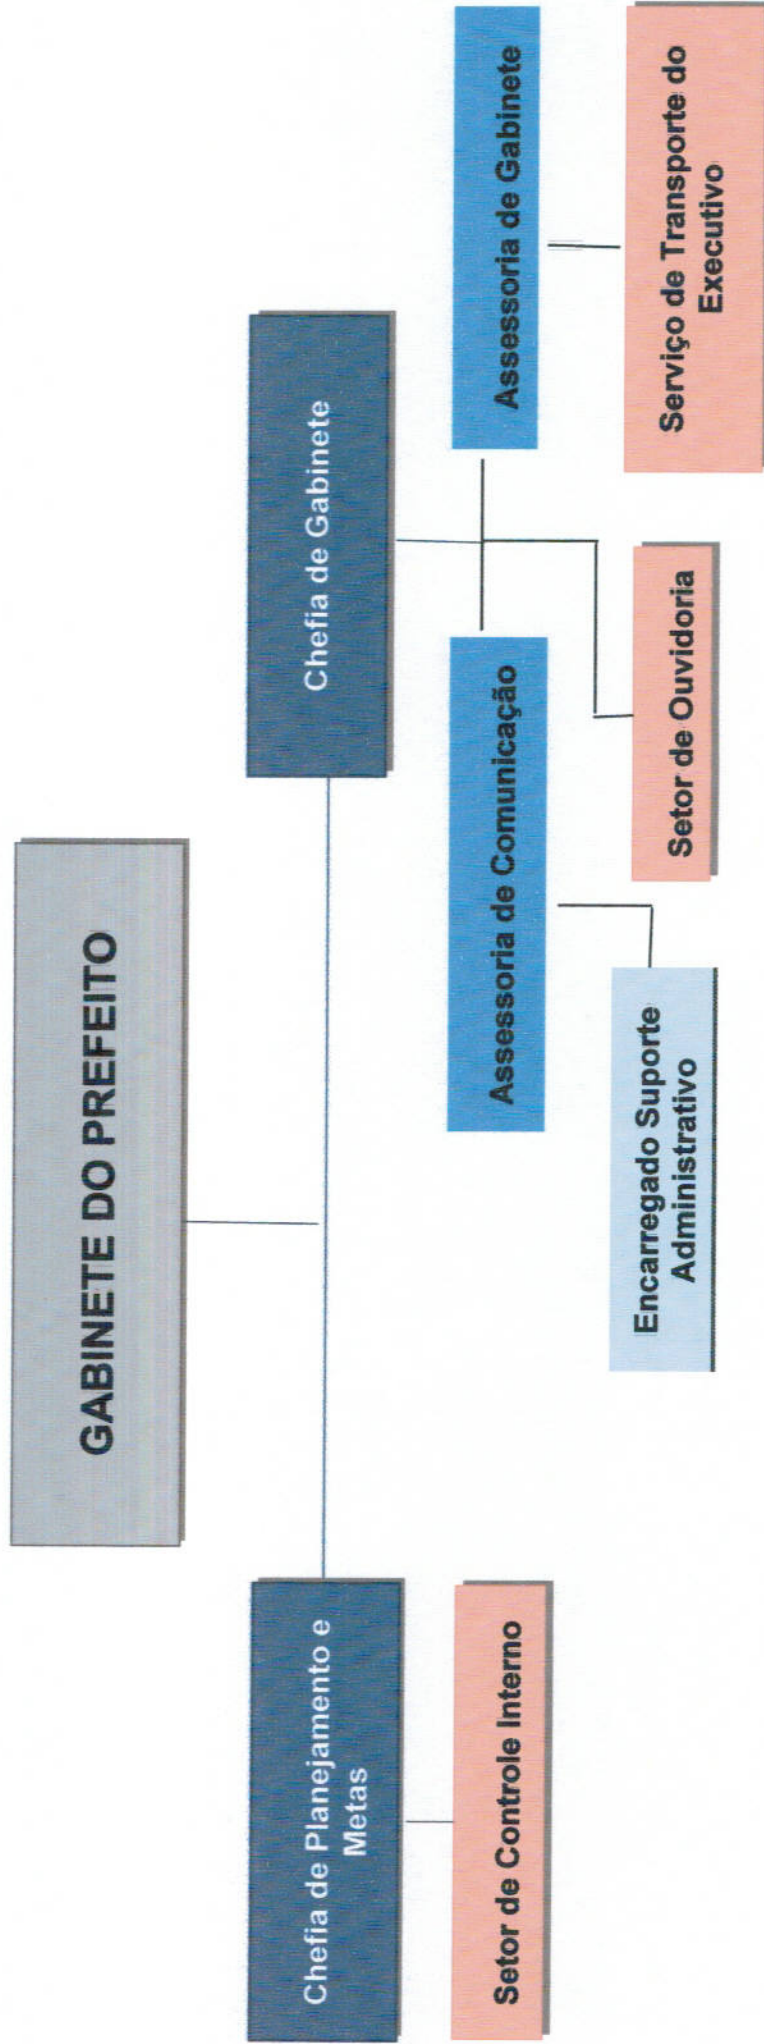 GABINETE DO PREFEITO
Chefia de Planejamento e
Metas
Chefia de Gabinete
Setor de Controle Interno
Assessoria de Comunicação
Assessoria de Gabinete
Encarregado Suporte
Administrativo
Setor de Ouvidoria
Serviço de Transporte do
Executivo